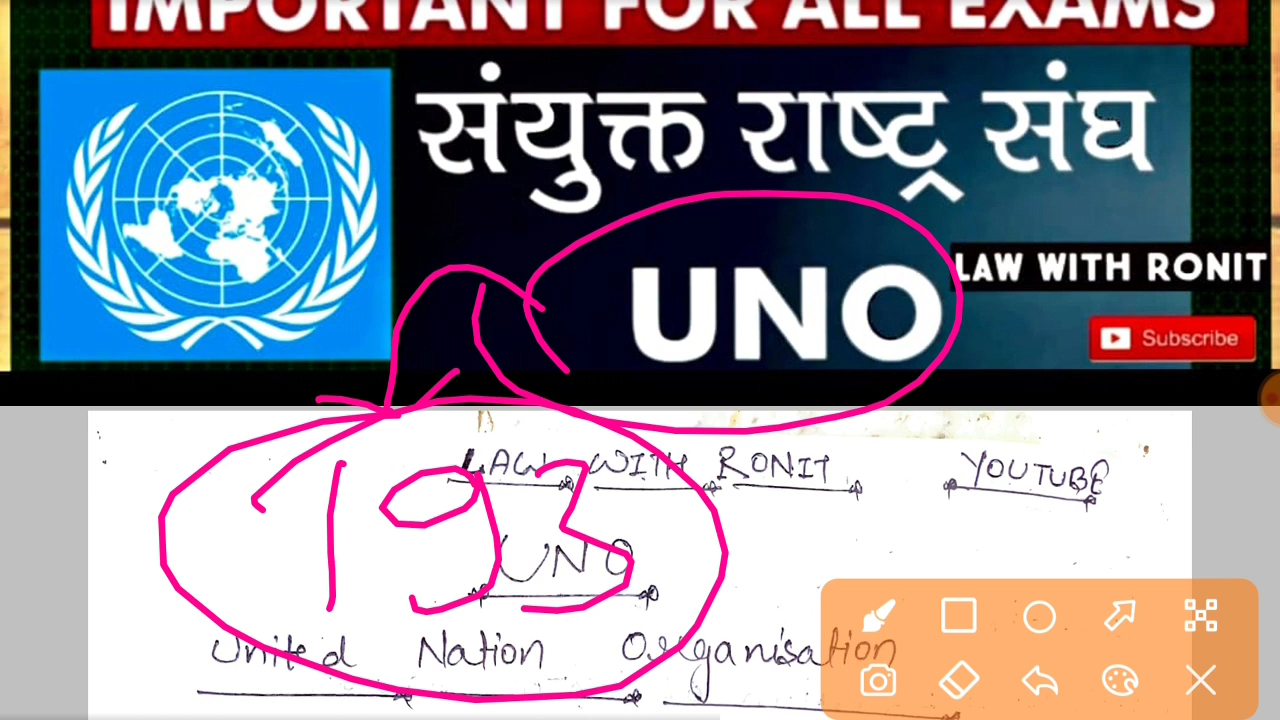 IMPORTANT FOR ALL EXAMS
संयुक्त राष्ट्र संघ
UNO
LAW WITH RONIT
Subscribe
LAW WITH RONIT YOUTUBE
193
UNO
United Nation Organisation